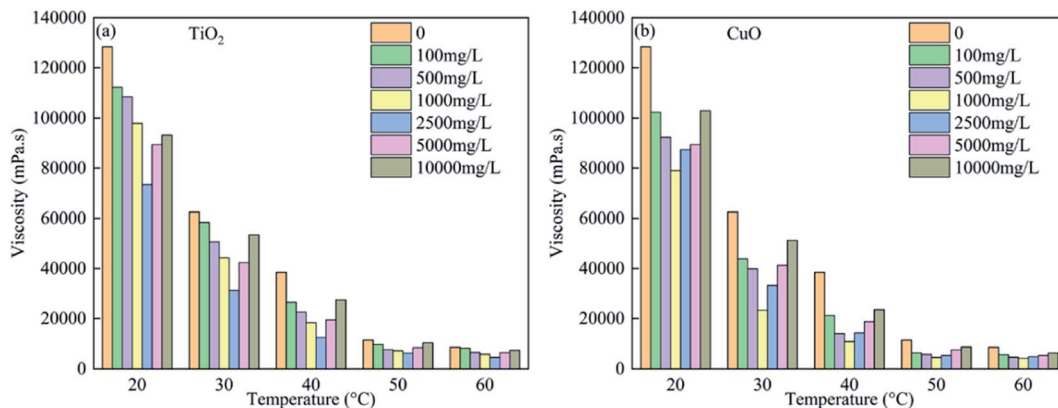 (a)
TiO₂
0
100mg/L
500mg/L
1000mg/L
2500mg/L
5000mg/L
10000mg/L
140000
120000
100000
80000
60000
40000
20000
0
Viscosity (mPa.s)
20 30 40 50 60
Temperature (°C)
(b)
CuO
0
100mg/L
500mg/L
1000mg/L
2500mg/L
5000mg/L
10000mg/L
140000
120000
100000
80000
60000
40000
20000
0
Viscosity (mPa.s)
20 30 40 50 60
Temperature (°C)